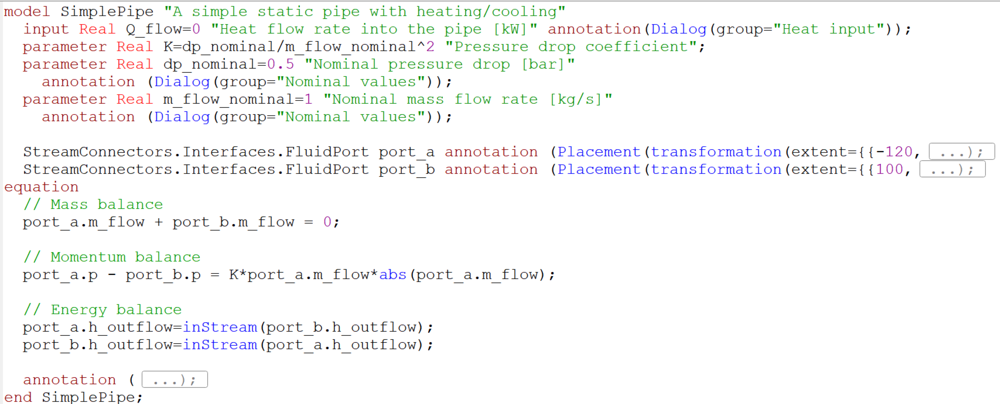 model SimplePipe "A simple static pipe with heating/cooling"
  input Real Q_flow=0 "Heat flow rate into the pipe [kW]" annotation(Dialog(group="Heat input"));
  parameter Real K=dp_nominal/m_flow_nominal^2 "Pressure drop coefficient";
  parameter Real dp_nominal=0.5 "Nominal pressure drop [bar]"
    annotation (Dialog(group="Nominal values"));
  parameter Real m_flow_nominal=1 "Nominal mass flow rate [kg/s]"
    annotation (Dialog(group="Nominal values"));

  StreamConnectors.Interfaces.FluidPort port_a annotation (Placement(transformation(extent={{-120, ...);
  StreamConnectors.Interfaces.FluidPort port_b annotation (Placement(transformation(extent={{100, ...);
equation
  // Mass balance
  port_a.m_flow + port_b.m_flow = 0;

  // Momentum balance
  port_a.p - port_b.p = K*port_a.m_flow*abs(port_a.m_flow);

  // Energy balance
  port_a.h_outflow=inStream(port_b.h_outflow);
  port_b.h_outflow=inStream(port_a.h_outflow);

  annotation ( ...);
end SimplePipe;